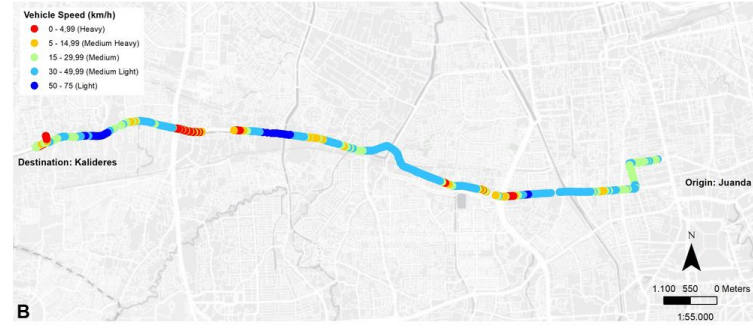 Vehicle Speed (km/h)
0 - 4,99 (Heavy)
5 - 14,99 (Medium Heavy)
15 - 29,99 (Medium)
30 - 49,99 (Medium Light)
50 - 75 (Light)
Destination: Kalideres
Origin: Juanda
N
1.100 550 0 Meters
1:55.000
B